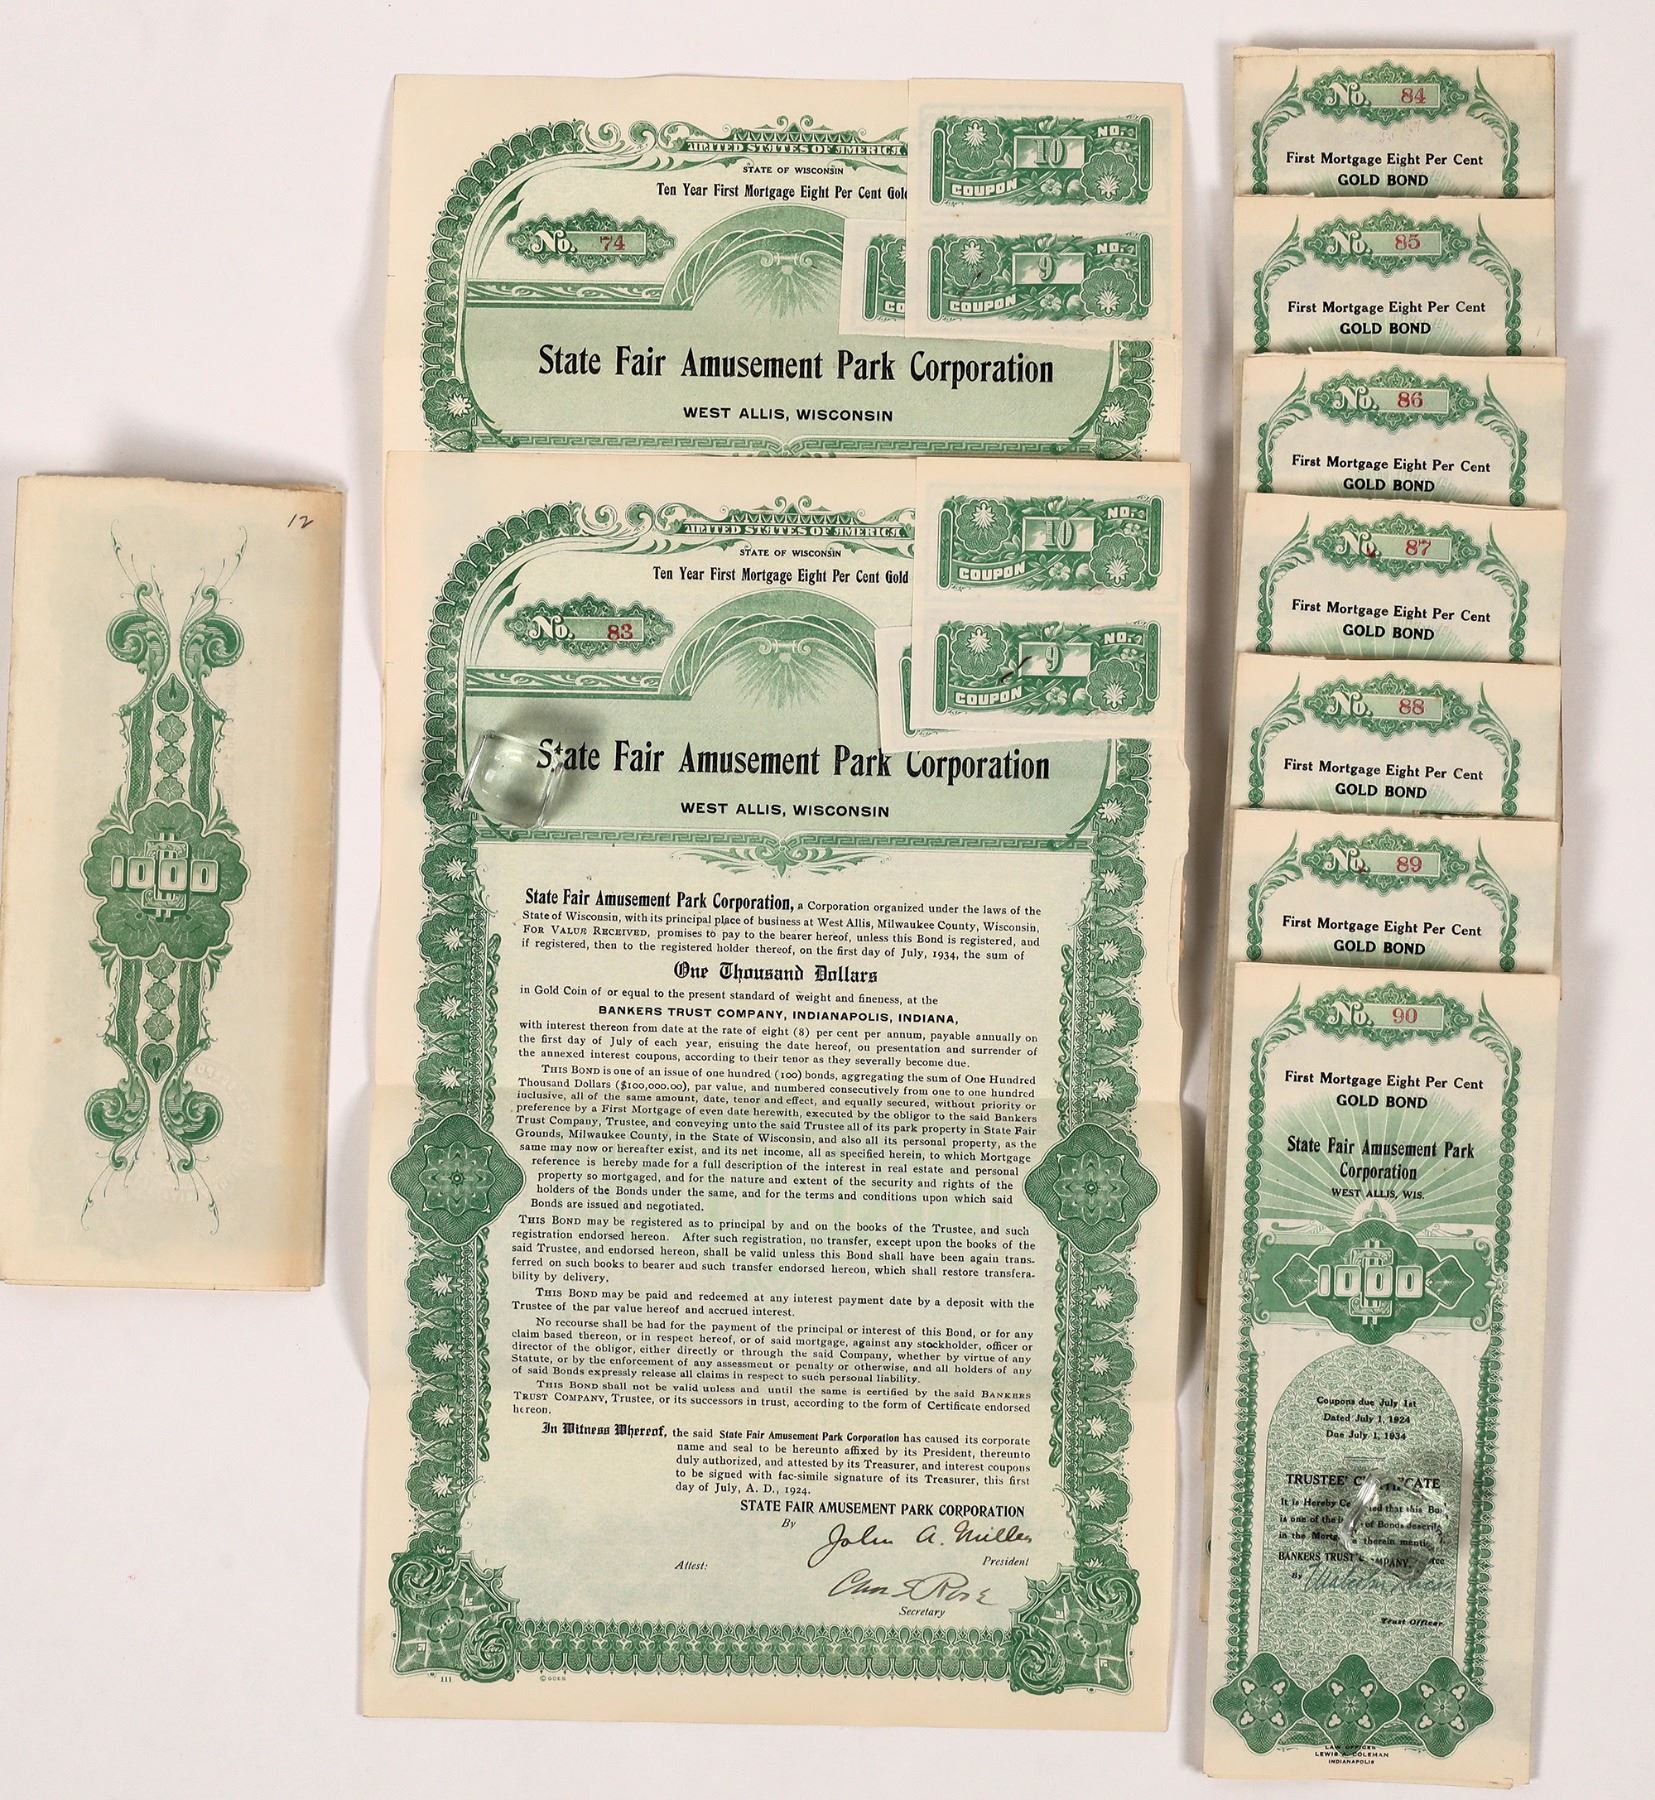 12
1000
UNITED STATES OF AMERICA
STATE OF WISCONSIN
Ten Year First Mortgage Eight Per Cent
No. 74
NO.
10
COUPON
NO.
9
COUPON
State Fair Amusement Park Corporation
WEST ALLIS, WISCONSIN
UNITED STATES OF AMERICA
STATE OF WISCONSIN
Ten Year First Mortgage Eight Per Cent Gold
No. 83
NO.
10
COUPON
NO.
9
COUPON
State Fair Amusement Park Corporation
WEST ALLIS, WISCONSIN
State Fair Amusement Park Corporation, a Corporation organized under the laws of the
State of Wisconsin, with its principal place of business at West Allis, Milwaukee County, Wisconsin,
FOR VALUE RECEIVED, promises to pay to the bearer hereof, unless this Bond is registered, and
if registered, then to the registered holder thereof, on the first day of July, 1934, the sum of
One Thousand Dollars
in Gold Coin of or equal to the present standard of weight and fineness, at the
BANKERS TRUST COMPANY, INDIANAPOLIS, INDIANA,
with interest thereon from date at the rate of eight (8) per cent per annum, payable annually on
the first day of July of each year, ensuing the date hereof, on presentation and surrender of
the annexed interest coupons, according to their tenor as they severally become due.
THIS BOND is one of an issue of one hundred (100) bonds, aggregating the sum of One Hundred
Thousand Dollars ($100,000.00), par value, and numbered consecutively from one to one hundred
inclusive, all of the same amount, date, tenor and effect, and equally secured, without priority or
preference by a First Mortgage of even date herewith, executed by the obligor to the said Bankers
Trust Company, Trustee, and conveying unto the said Trustee all of its park property in State Fair
Grounds, Milwaukee County, in the State of Wisconsin, and also all its personal property, as the
same may now or hereafter exist, and its net income, all as specified herein, to which Mortgage
reference is hereby made for a full description of the interest in real estate and personal
property so mortgaged, and for the nature and extent of the security and rights of the
holders of the Bonds under the same, and for the terms and conditions upon which said
Bonds are issued and negotiated.
THIS BOND may be registered as to principal by and on the books of the Trustee, and such
registration endorsed hereon. After such registration, no transfer, except upon the books of the
said Trustee, and endorsed hereon, shall be valid unless this Bond shall have been again trans-
ferred on such books to bearer and such transfer endorsed hereon, which shall restore transfera-
bility by delivery.
THIS BOND may be paid and redeemed at any interest payment date by a deposit with the
Trustee of the par value hereof and accrued interest.
No recourse shall be had for the payment of the principal or interest of this Bond, or for any
claim based thereon, or in respect hereof, or of said mortgage, against any stockholder, officer or
director of the obligor, either directly or through the said Company, whether by virtue of any
Statute, or by the enforcement of any assessment or penalty or otherwise, and all holders of any
of said Bonds expressly release all claims in respect to such personal liability.
THIS BOND shall not be valid unless and until the same is certified by the said BANKERS
TRUST COMPANY, Trustee, or its successors in trust, according to the form of Certificate endorsed
hereon.
In Witness Whereof, the said State Fair Amusement Park Corporation has caused its corporate
name and seal to be hereunto affixed by its President, thereunto
duly authorized, and attested by its Treasurer, and interest coupons
to be signed with fac-simile signature of its Treasurer, this first
day of July, A. D., 1924.
STATE FAIR AMUSEMENT PARK CORPORATION
By John A. Miller
President
Attest:
Chas S Rose
Secretary
111
© GOES
No. 84
First Mortgage Eight Per Cent
GOLD BOND
No. 85
First Mortgage Eight Per Cent
GOLD BOND
No. 86
First Mortgage Eight Per Cent
GOLD BOND
No. 87
First Mortgage Eight Per Cent
GOLD BOND
No. 88
First Mortgage Eight Per Cent
GOLD BOND
No. 89
First Mortgage Eight Per Cent
GOLD BOND
No. 90
First Mortgage Eight Per Cent
GOLD BOND
State Fair Amusement Park
Corporation
WEST ALLIS, WIS.
1000
Coupons due July 1st
Dated July 1, 1924
Due July 1, 1934
It is Hereby that this
is one of the of Bonds
in the therein
BANKERS TRUST
By
Trust Officer
LAW OFFICES
LEWIS A. COLEMAN
INDIANAPOLIS